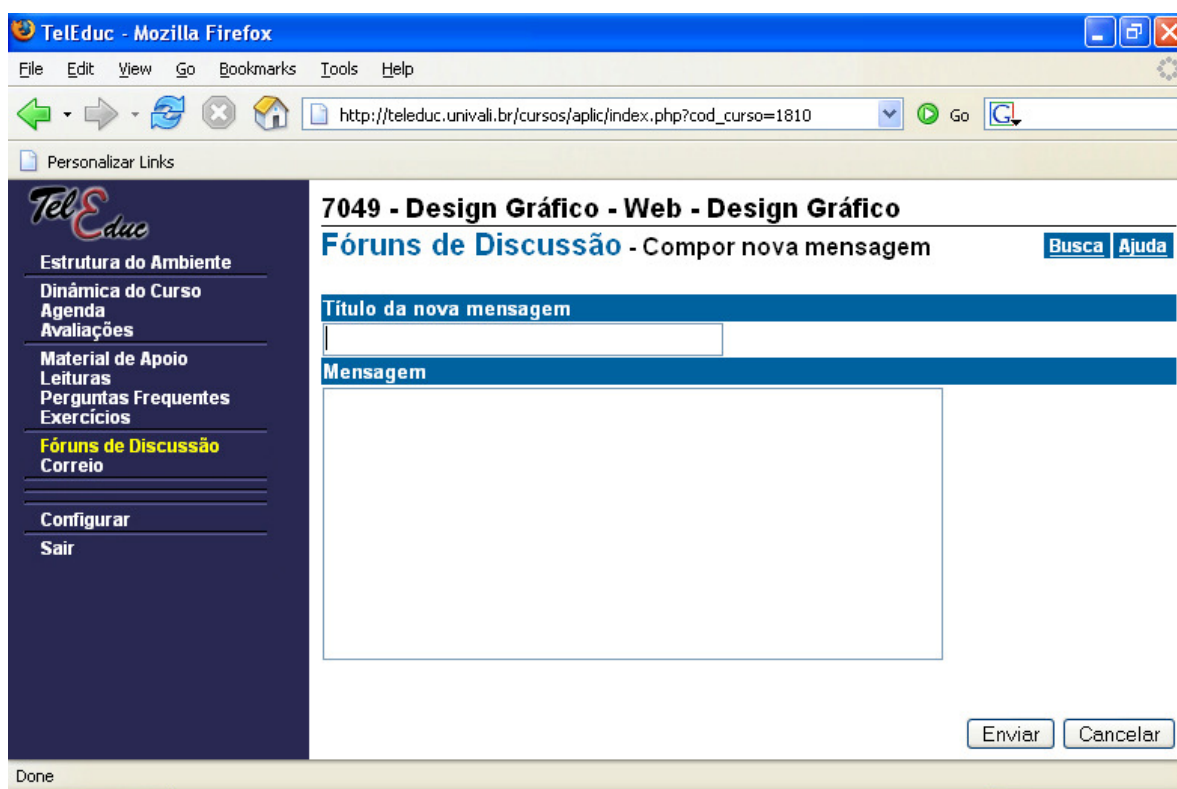 TelEduc - Mozilla Firefox
File Edit View Go Bookmarks Tools Help
http://teleduc.univali.br/cursos/aplic/index.php?cod_curso=1810 Go G
Personalizar Links
TelEduc
Estrutura do Ambiente
Dinâmica do Curso
Agenda
Avaliações
Material de Apoio
Leituras
Perguntas Frequentes
Exercícios
Fóruns de Discussão
Correio
Configurar
Sair
7049 - Design Gráfico - Web - Design Gráfico
Fóruns de Discussão - Compor nova mensagem Busca Ajuda
Título da nova mensagem
Mensagem
Enviar Cancelar
Done